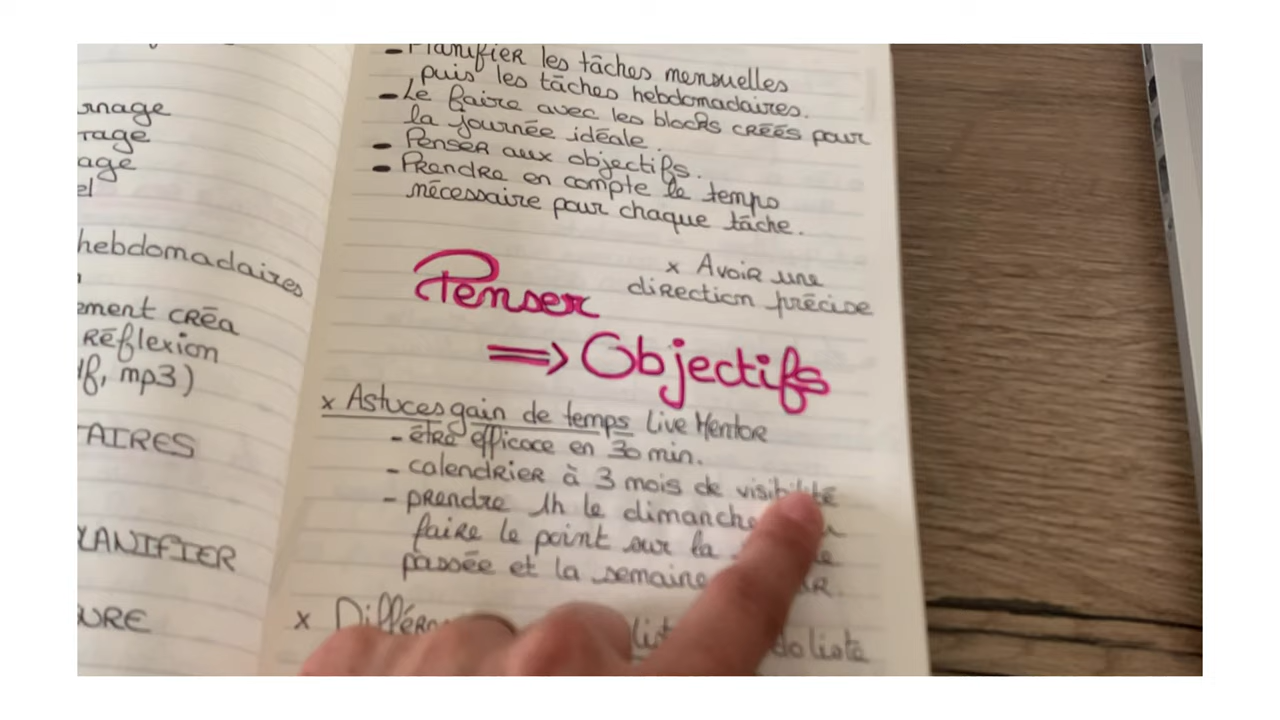 rnage
rage
age
el
hebdomadaires
ement CRÉA
RÉflexion
df, mp3)
TAIRES
PLANIFIER
URE
- Planifier les tâches mensuelles
puis les tâches hebdomadaires.
- Le faire avec les blocks créés pour
la journée idéale.
- Penser aux objectifs.
- Prendre en compte le temps
nécessaire pour chaque tâche.
x Avoir une
direction précise
Penser
=> Objectifs
x Astuces gain de temps Live Mentor
- être efficace en 30 min.
- calendrier à 3 mois de visibilité
- prendre 1h le dimanche
faire le point sur la
passée et la semaine
x